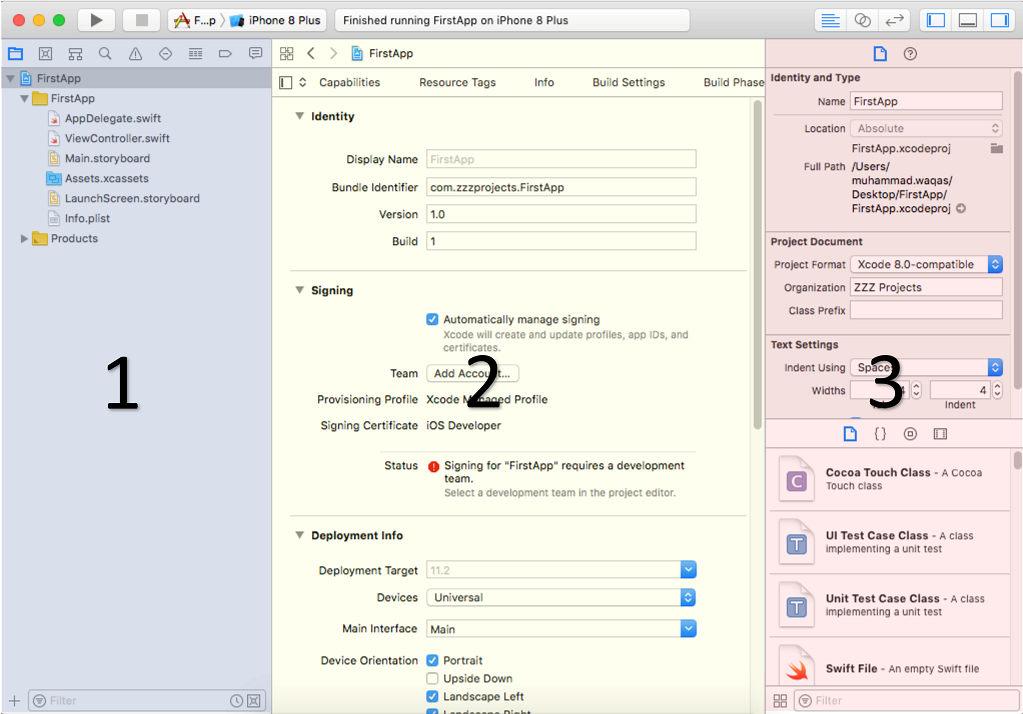 F...p iPhone 8 Plus
Finished running FirstApp on iPhone 8 Plus
FirstApp
FirstApp
AppDelegate.swift
ViewController.swift
Main.storyboard
Assets.xcassets
LaunchScreen.storyboard
Info.plist
Products
1
Filter
FirstApp
Capabilities Resource Tags Info Build Settings Build Phase
Identity
Display Name FirstApp
Bundle Identifier com.zzzprojects.FirstApp
Version 1.0
Build 1
Signing
Automatically manage signing
Xcode will create and update profiles, app IDs, and
certificates.
Team Add Account...
2
Provisioning Profile Xcode Managed Profile
Signing Certificate iOS Developer
Status Signing for "FirstApp" requires a development
team.
Select a development team in the project editor.
Deployment Info
Deployment Target 11.2
Devices Universal
Main Interface Main
Device Orientation Portrait
Upside Down
Landscape Left
Landscape Right
Identity and Type
Name FirstApp
Location Absolute
FirstApp.xcodeproj
Full Path /Users/
muhammad.waqas/
Desktop/FirstApp/
FirstApp.xcodeproj
Project Document
Project Format Xcode 8.0-compatible
Organization ZZZ Projects
Class Prefix
Text Settings
Indent Using Spaces
3
Widths 4 4
Indent
{}
C
Cocoa Touch Class - A Cocoa
Touch class
T
UI Test Case Class - A class
implementing a unit test
T
Unit Test Case Class - A class
implementing a unit test
Swift File - An empty Swift file
Filter